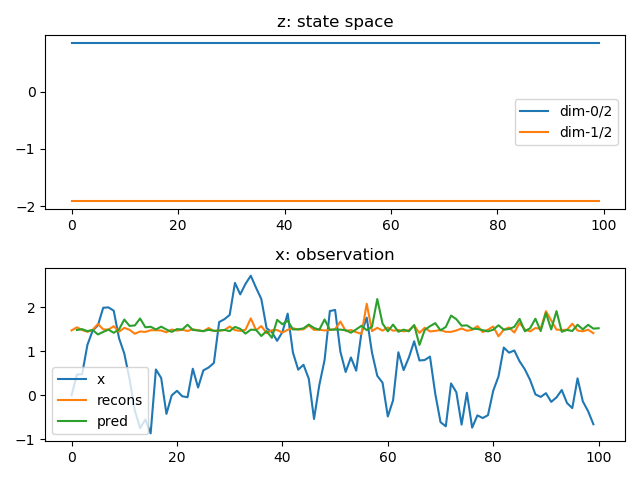 z: state space
0
−1
−2
dim-0/2
dim-1/2
0 20 40 60 80 100
x: observation
2
1
0
−1
x
recons
pred
0 20 40 60 80 100